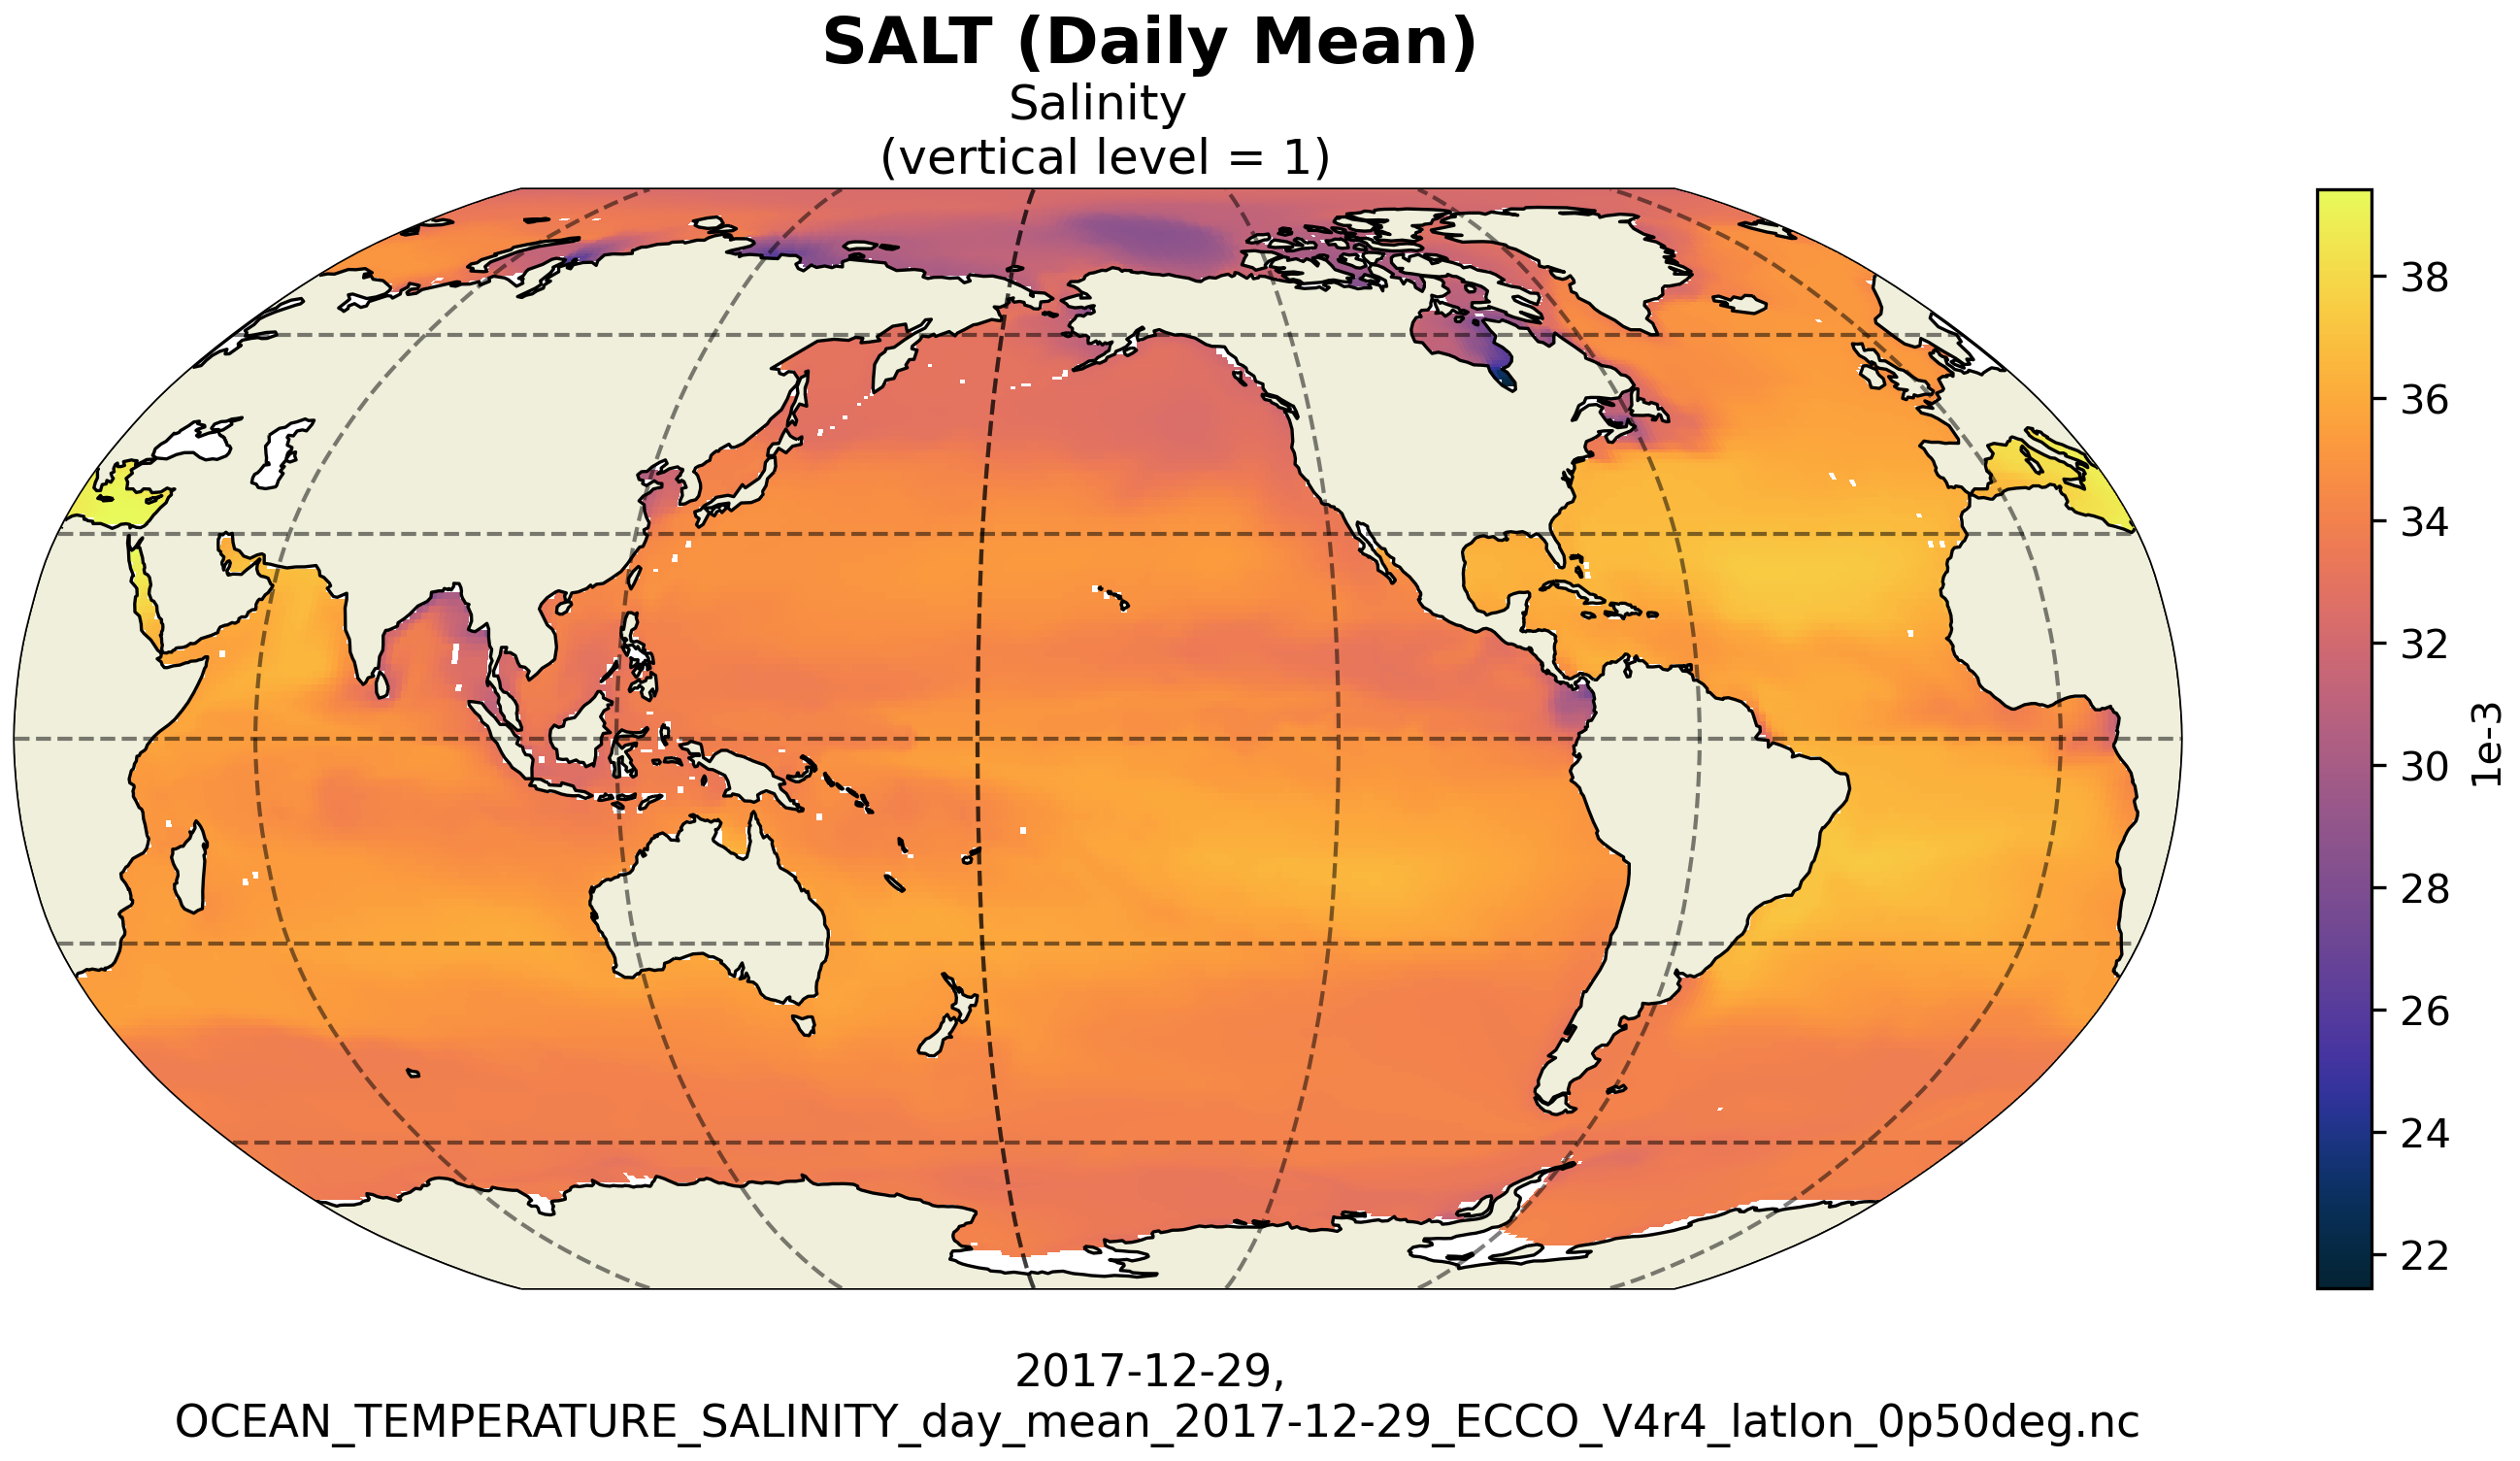 SALT (Daily Mean)
Salinity
(vertical level = 1)
38
36
34
32
30
28
26
24
22
1e-3
2017-12-29,
OCEAN_TEMPERATURE_SALINITY_day_mean_2017-12-29_ECCO_V4r4_latlon_0p50deg.nc